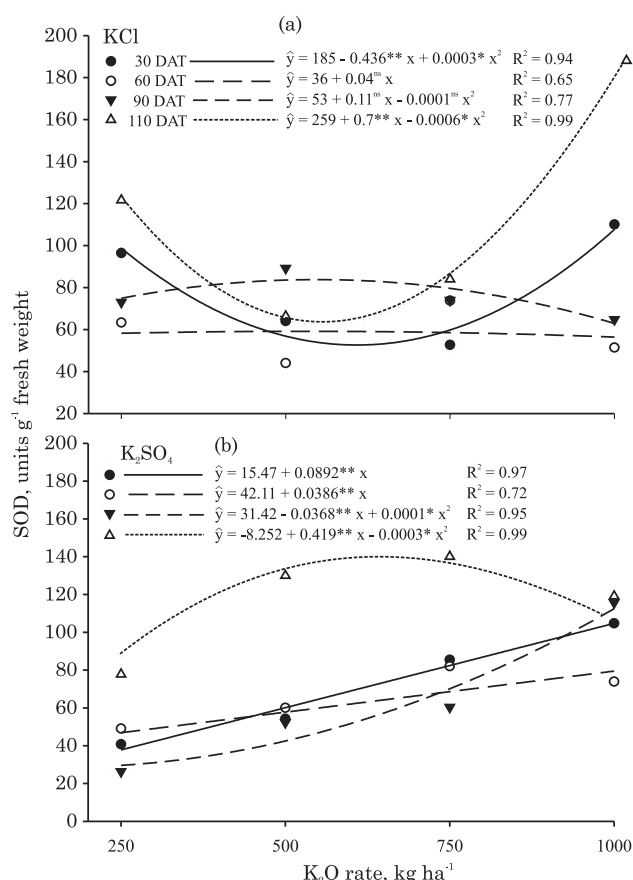 (a)
KCl
30 DAT ŷ = 185 - 0.436** x + 0.0003* x² R² = 0.94
60 DAT ŷ = 36 + 0.04ⁿˢ x R² = 0.65
90 DAT ŷ = 53 + 0.11ⁿˢ x - 0.0001ⁿˢ x² R² = 0.77
110 DAT ŷ = 259 + 0.7** x - 0.0006* x² R² = 0.99
200
180
160
140
120
100
80
60
40
20
SOD, units g⁻¹ fresh weight
(b)
K₂SO₄
ŷ = 15.47 + 0.0892** x R² = 0.97
ŷ = 42.11 + 0.0386** x R² = 0.72
ŷ = 31.42 - 0.0368** x + 0.0001* x² R² = 0.95
ŷ = -8.252 + 0.419** x - 0.0003* x² R² = 0.99
200
180
160
140
120
100
80
60
40
20
0
250 500 750 1000
K₂O rate, kg ha⁻¹